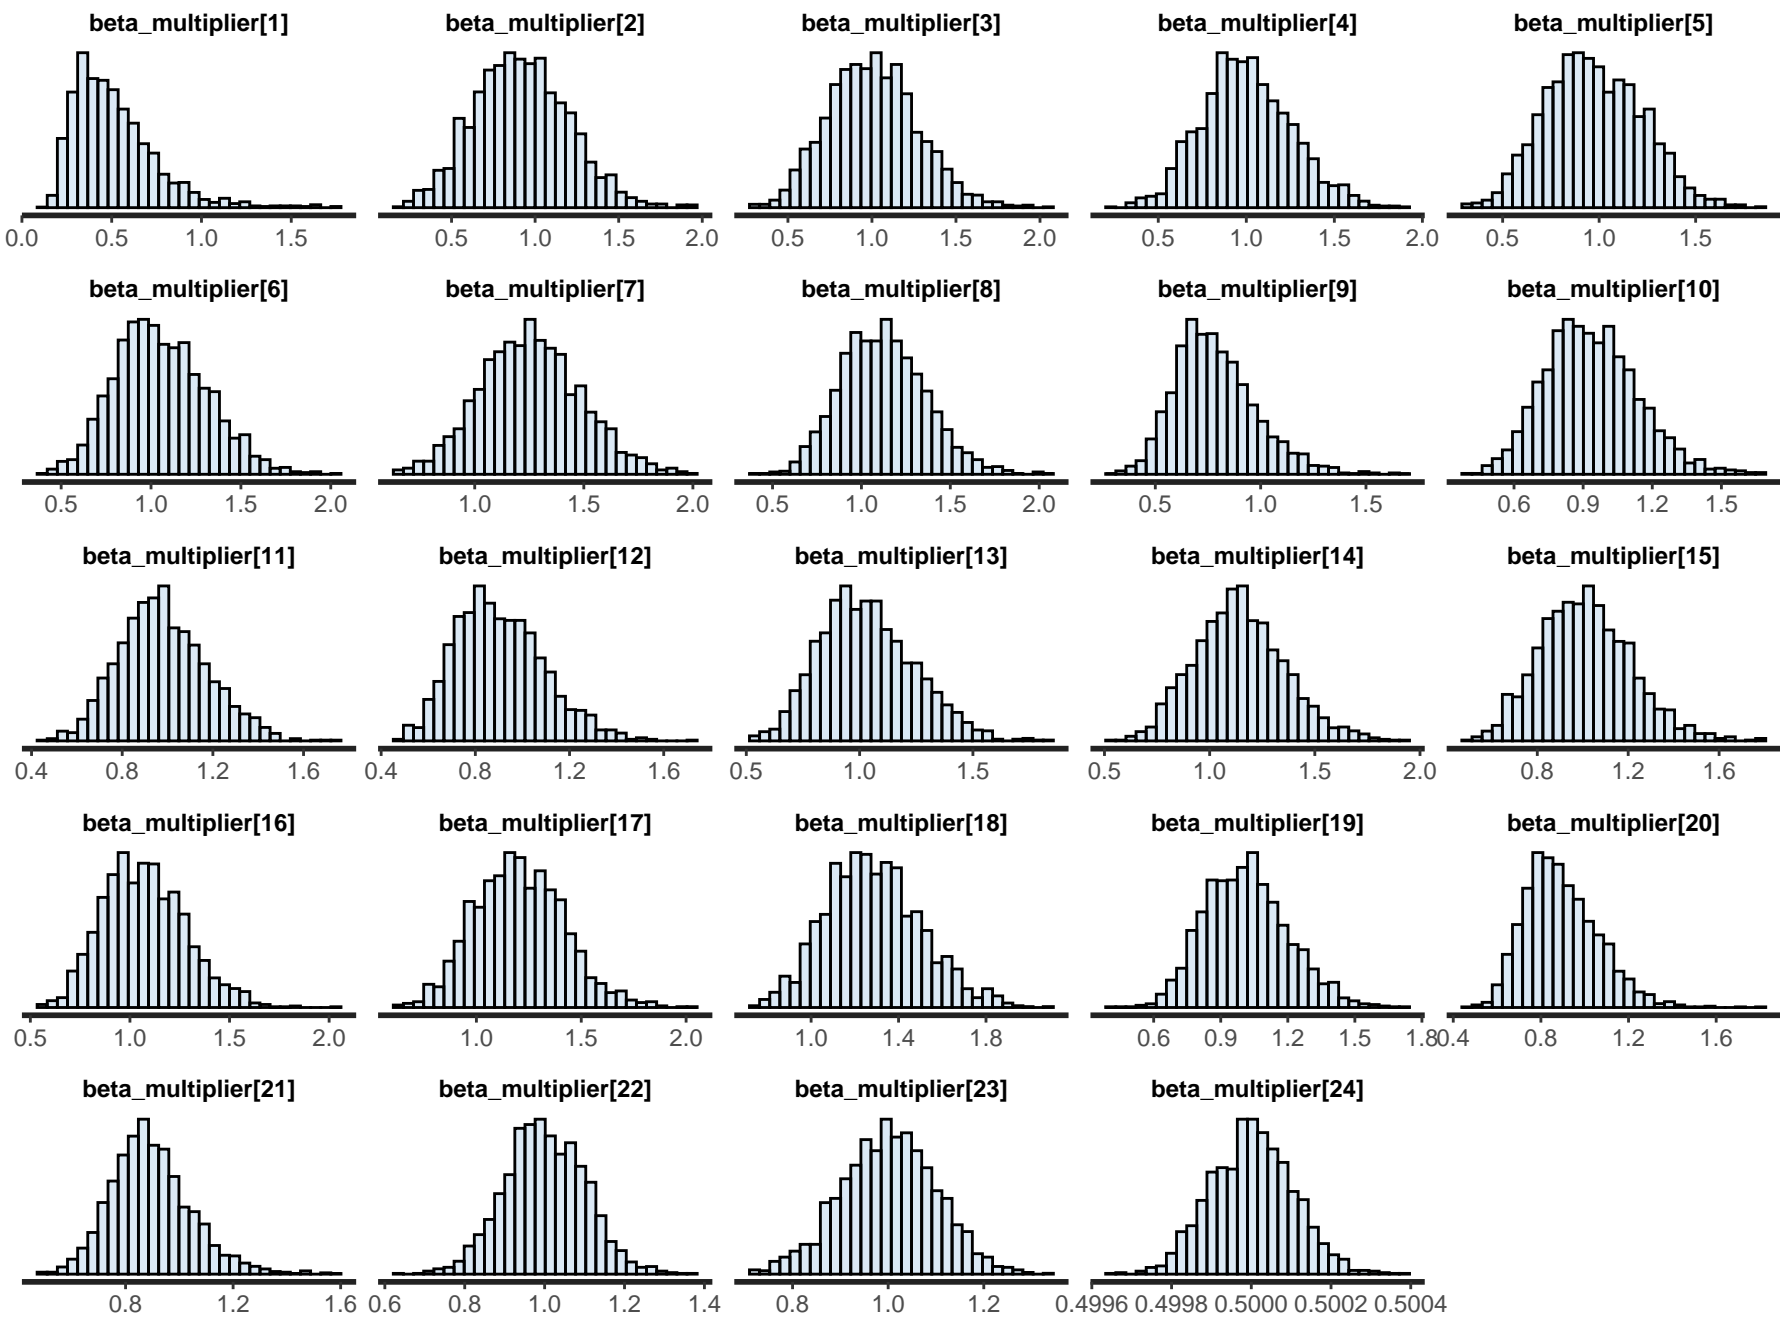 beta_multiplier[1] beta_multiplier[2] beta_multiplier[3] beta_multiplier[4] beta_multiplier[5]
0.0 0.5 1.0 1.5 0.5 1.0 1.5 2.0 0.5 1.0 1.5 2.0 0.5 1.0 1.5 2.0 0.5 1.0 1.5
beta_multiplier[6] beta_multiplier[7] beta_multiplier[8] beta_multiplier[9] beta_multiplier[10]
0.5 1.0 1.5 2.0 1.0 1.5 2.0 0.5 1.0 1.5 2.0 0.5 1.0 1.5 0.6 0.9 1.2 1.5
beta_multiplier[11] beta_multiplier[12] beta_multiplier[13] beta_multiplier[14] beta_multiplier[15]
0.4 0.8 1.2 1.6 0.4 0.8 1.2 1.6 0.5 1.0 1.5 0.5 1.0 1.5 2.0 0.8 1.2 1.6
beta_multiplier[16] beta_multiplier[17] beta_multiplier[18] beta_multiplier[19] beta_multiplier[20]
0.5 1.0 1.5 2.0 1.0 1.5 2.0 1.0 1.4 1.8 0.6 0.9 1.2 1.5 1.8 0.4 0.8 1.2 1.6
beta_multiplier[21] beta_multiplier[22] beta_multiplier[23] beta_multiplier[24]
0.8 1.2 1.6 0.6 0.8 1.0 1.2 1.4 0.8 1.0 1.2 0.4996 0.4998 0.5000 0.5002 0.5004